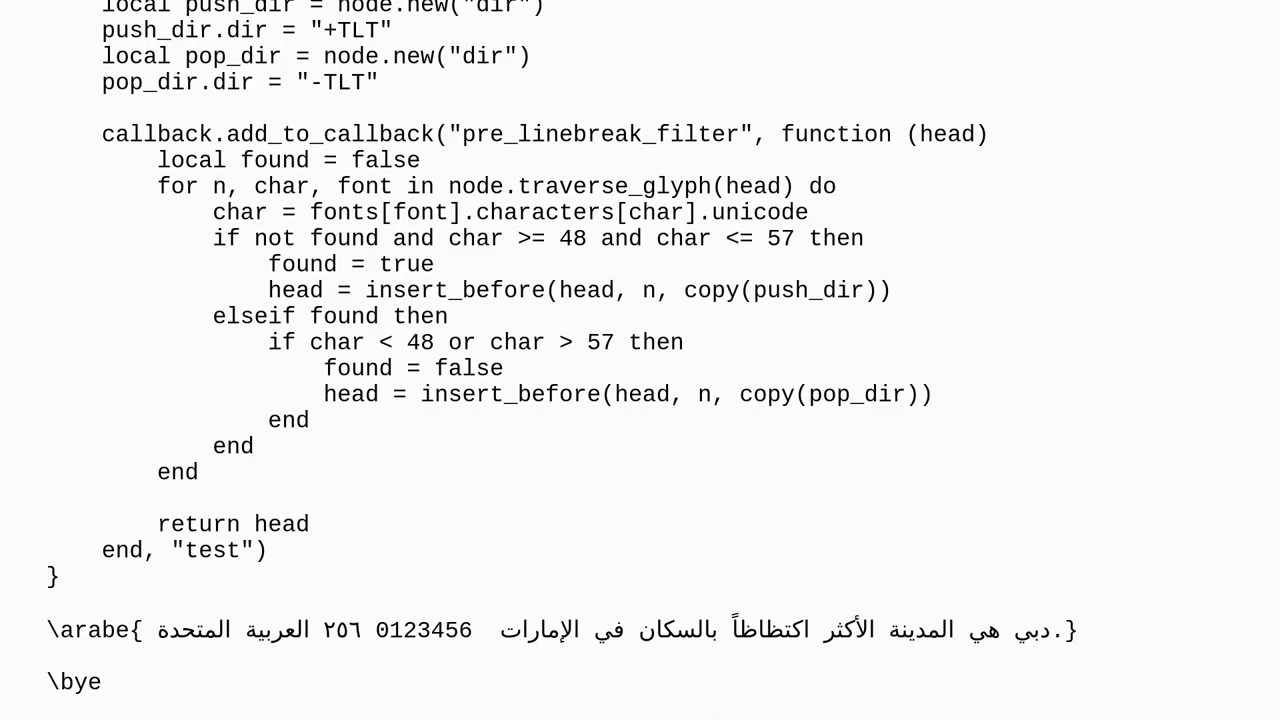 local push_dir = node.new("dir")
push_dir.dir = "+TLT"
local pop_dir = node.new("dir")
pop_dir.dir = "-TLT"
callback.add_to_callback("pre_linebreak_filter", function (head)
local found = false
for n, char, font in node.traverse_glyph(head) do
char = fonts[font].characters[char].unicode
if not found and char >= 48 and char <= 57 then
found = true
head = insert_before(head, n, copy(push_dir))
elseif found then
if char < 48 or char > 57 then
found = false
head = insert_before(head, n, copy(pop_dir))
end
end
end
return head
end, "test")
}
\arabe{ دبي هي المدينة الأكثر اكتظاظاً بالسكان في الإمارات  0123456 ٢٥٦ العربية المتحدة.}
\bye